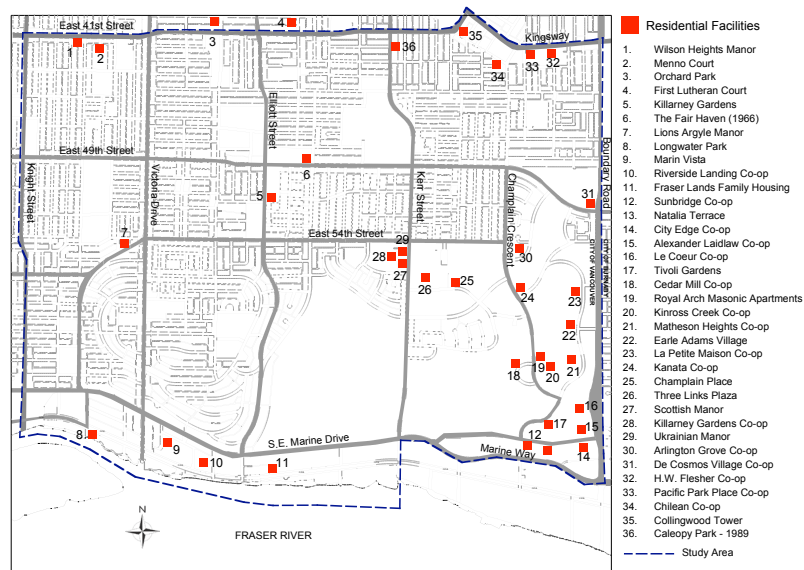 East 41st Street
1
2
3
4
35
Kingsway
36
34
33
32
East 49th Street
Knight Street
Victoria Drive
Elliott Street
Kerr Street
Champlain Crescent
Boundary Road
5
6
31
7
East 54th Street
29
28
27
26
25
30
24
23
CITY OF VANCOUVER
CITY OF BURNABY
22
18
19
20
21
16
17
15
12
14
8
9
10
11
S.E. Marine Drive
Marine Way
N
FRASER RIVER
Residential Facilities
1. Wilson Heights Manor
2. Menno Court
3. Orchard Park
4. First Lutheran Court
5. Killarney Gardens
6. The Fair Haven (1966)
7. Lions Argyle Manor
8. Longwater Park
9. Marin Vista
10. Riverside Landing Co-op
11. Fraser Lands Family Housing
12. Sunbridge Co-op
13. Natalia Terrace
14. City Edge Co-op
15. Alexander Laidlaw Co-op
16. Le Coeur Co-op
17. Tivoli Gardens
18. Cedar Mill Co-op
19. Royal Arch Masonic Apartments
20. Kinross Creek Co-op
21. Matheson Heights Co-op
22. Earle Adams Village
23. La Petite Maison Co-op
24. Kanata Co-op
25. Champlain Place
26. Three Links Plaza
27. Scottish Manor
28. Killarney Gardens Co-op
29. Ukrainian Manor
30. Arlington Grove Co-op
31. De Cosmos Village Co-op
32. H.W. Flesher Co-op
33. Pacific Park Place Co-op
34. Chilean Co-op
35. Collingwood Tower
36. Caleopy Park - 1989
Study Area